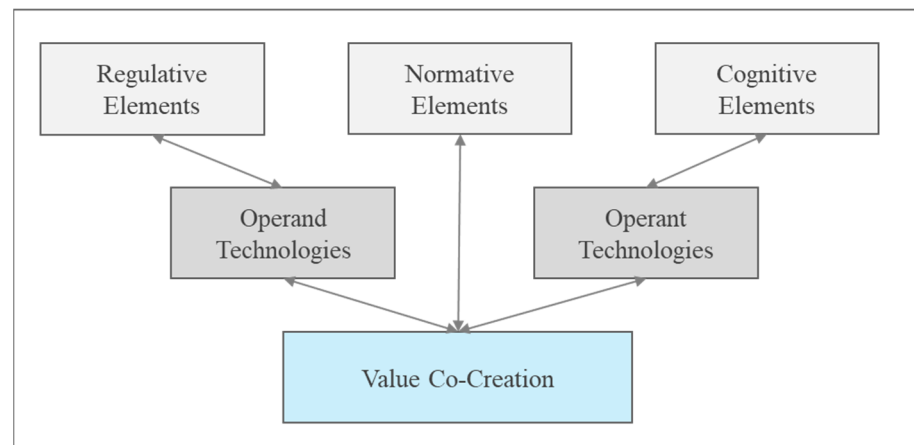 Regulative
Elements
Normative
Elements
Cognitive
Elements
Operand
Technologies
Operant
Technologies
Value Co-Creation